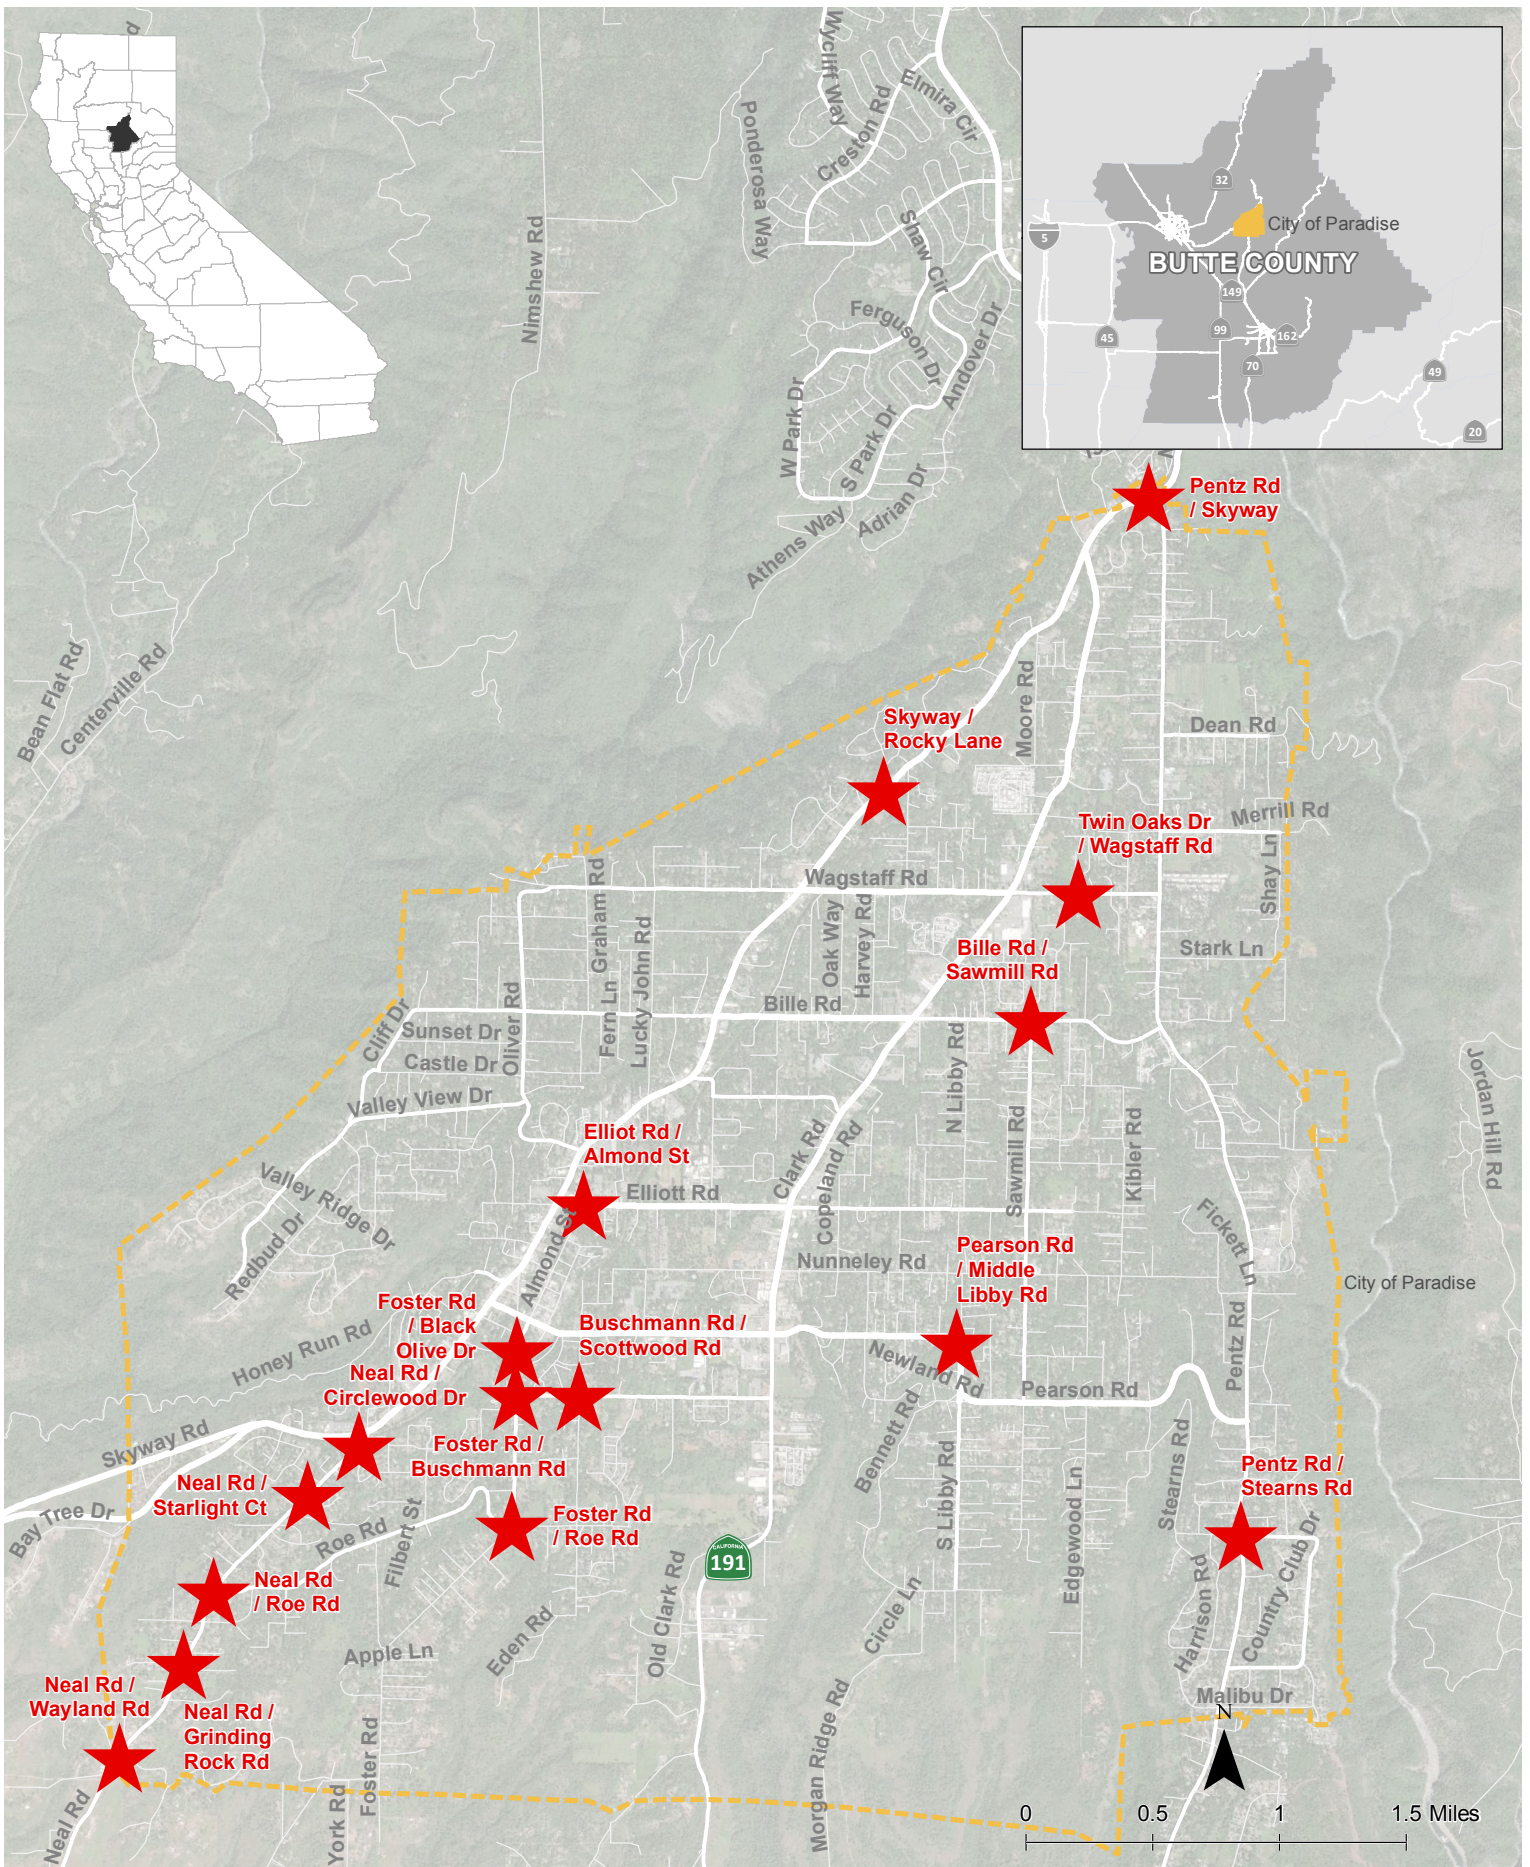 Wycliff Way
Elmira Cir
Creston Rd
Ponderosa Way
Shaw Cir
Nimshew Rd
Ferguson Dr
Andover Dr
W Park Dr
S Park Dr
Adrian Dr
Athens Way
32
City of Paradise
5
BUTTE COUNTY
149
99
162
45
70
49
20
Pentz Rd
/ Skyway
Bean Flat Rd
Centerville Rd
Moore Rd
Skyway /
Rocky Lane
Dean Rd
Merrill Rd
Twin Oaks Dr
/ Wagstaff Rd
Shay Ln
Wagstaff Rd
Graham Rd
Oak Way
Harvey Rd
Lucky John Rd
Bille Rd /
Sawmill Rd
Stark Ln
Bille Rd
Cliff Dr
Sunset Dr
Oliver Rd
Fern Ln
Castle Dr
Valley View Dr
N Libby Rd
Jordan Hill Rd
Elliot Rd /
Almond St
Clark Rd
Copeland Rd
Sawmill Rd
Kibler Rd
Elliott Rd
Valley Ridge Dr
Redbud Dr
Almond St
Nunneley Rd
Pearson Rd
/ Middle
Libby Rd
Fickett Ln
City of Paradise
Foster Rd
/ Black
Olive Dr
Buschmann Rd /
Scottwood Rd
Honey Run Rd
Neal Rd /
Circlewood Dr
Newland Rd
Pearson Rd
Pentz Rd
Skyway Rd
Foster Rd /
Buschmann Rd
Bennett Rd
Stearns Rd
Pentz Rd /
Stearns Rd
Neal Rd /
Starlight Ct
Bay Tree Dr
Roe Rd
Filbert St
Foster Rd
/ Roe Rd
CALIFORNIA
191
S Libby Rd
Edgewood Ln
Country Club Dr
Harrison Rd
Neal Rd
/ Roe Rd
Old Clark Rd
Circle Ln
Eden Rd
Apple Ln
Neal Rd /
Wayland Rd
Neal Rd /
Grinding
Rock Rd
Malibu Dr
N
Morgan Ridge Rd
Foster Rd
York Rd
Neal Rd
0 0.5 1 1.5 Miles